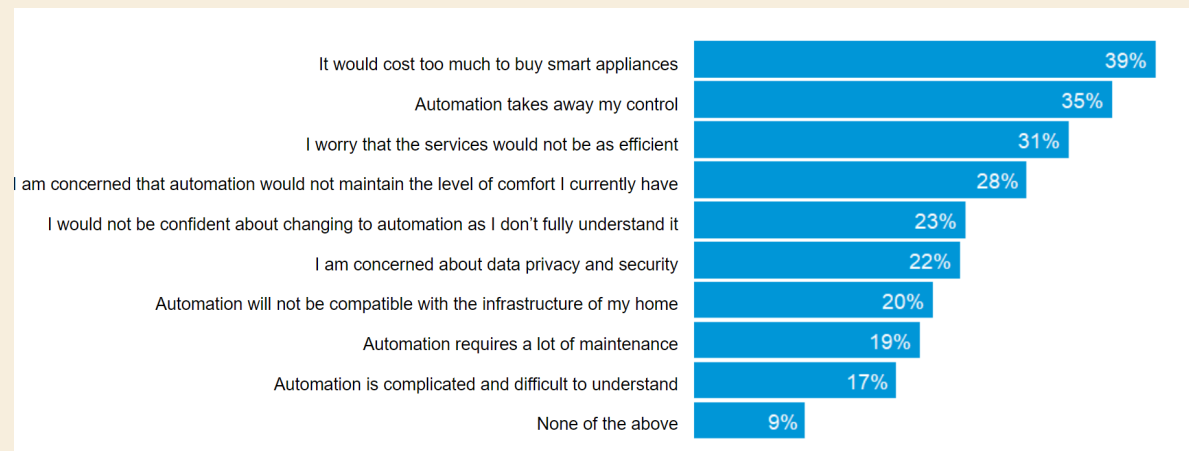 It would cost too much to buy smart appliances 39%
Automation takes away my control 35%
I worry that the services would not be as efficient 31%
I am concerned that automation would not maintain the level of comfort I currently have 28%
I would not be confident about changing to automation as I don’t fully understand it 23%
I am concerned about data privacy and security 22%
Automation will not be compatible with the infrastructure of my home 20%
Automation requires a lot of maintenance 19%
Automation is complicated and difficult to understand 17%
None of the above 9%